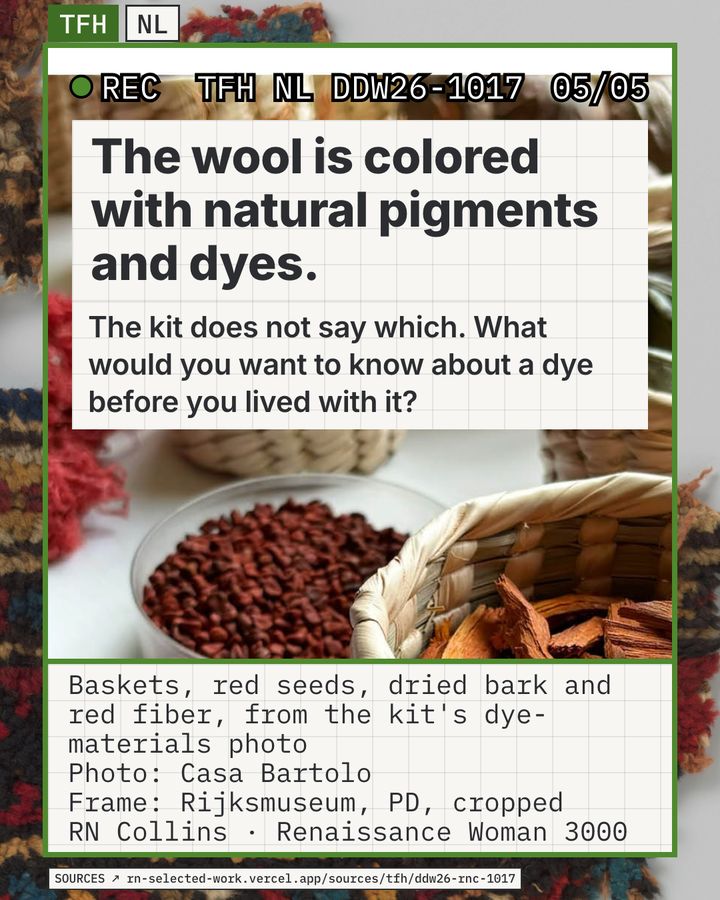 TFH NL
REC TFH NL DDW26-1017 05/05
The wool is colored
with natural pigments
and dyes.
The kit does not say which. What
would you want to know about a dye
before you lived with it?
Baskets, red seeds, dried bark and
red fiber, from the kit's dye-
materials photo
Photo: Casa Bartolo
Frame: Rijksmuseum, PD, cropped
RN Collins · Renaissance Woman 3000
SOURCES ↗ rn-selected-work.vercel.app/sources/tfh/ddw26-rnc-1017